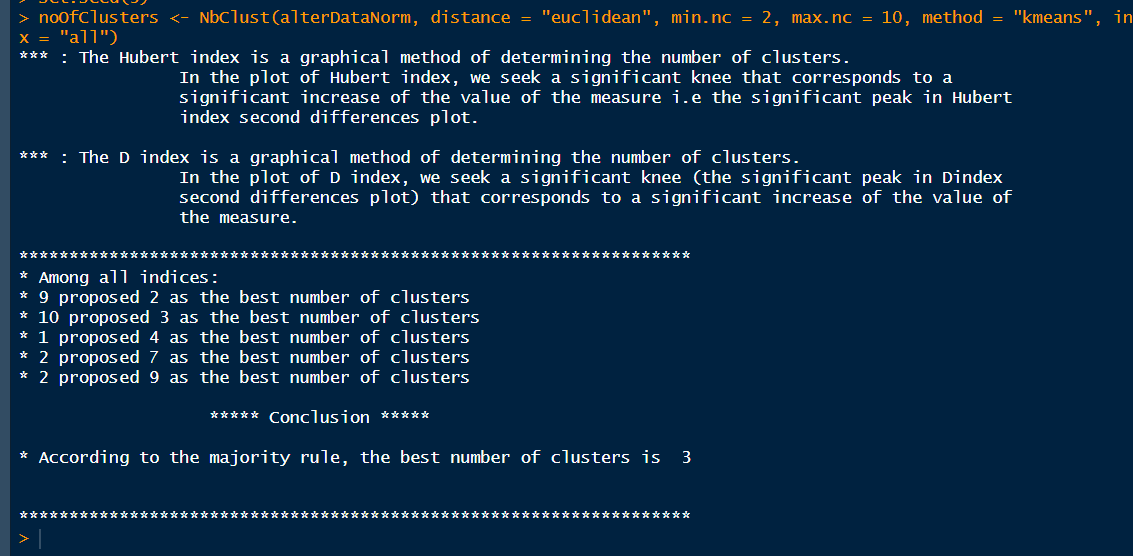 > set.seed(5)
> noOfClusters <- NbClust(alterDataNorm, distance = "euclidean", min.nc = 2, max.nc = 10, method = "kmeans", in
x = "all")
*** : The Hubert index is a graphical method of determining the number of clusters.
In the plot of Hubert index, we seek a significant knee that corresponds to a
significant increase of the value of the measure i.e the significant peak in Hubert
index second differences plot.
*** : The D index is a graphical method of determining the number of clusters.
In the plot of D index, we seek a significant knee (the significant peak in Dindex
second differences plot) that corresponds to a significant increase of the value of
the measure.
*******************************************************************
* Among all indices:
* 9 proposed 2 as the best number of clusters
* 10 proposed 3 as the best number of clusters
* 1 proposed 4 as the best number of clusters
* 2 proposed 7 as the best number of clusters
* 2 proposed 9 as the best number of clusters
***** Conclusion *****
* According to the majority rule, the best number of clusters is  3
*******************************************************************
>